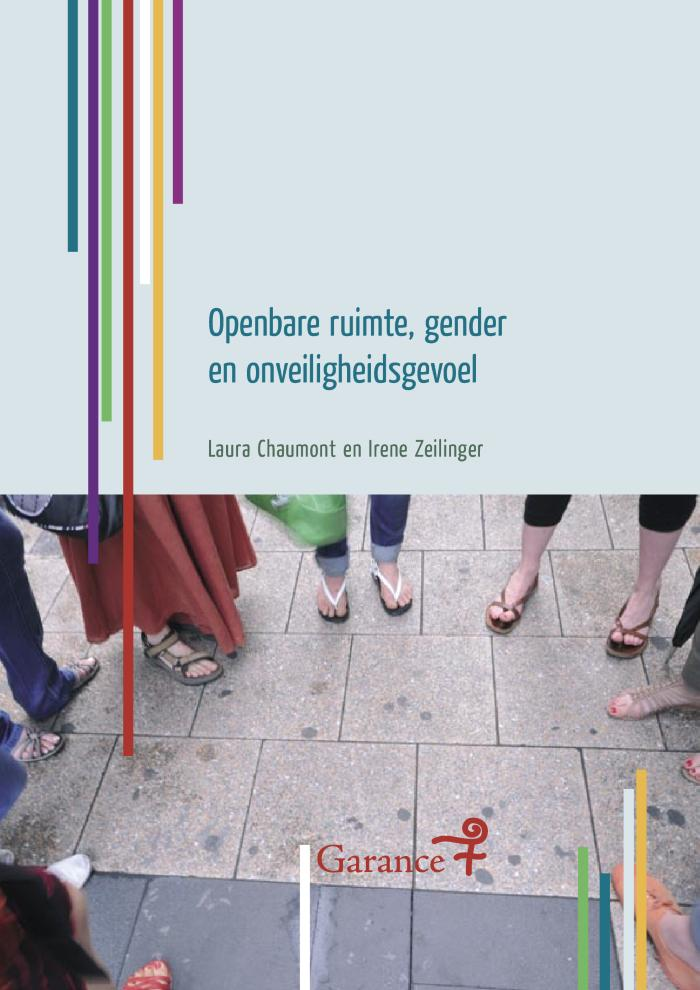 Openbare ruimte, gender
en onveiligheidsgevoel
Laura Chaumont en Irene Zeilinger
Garance